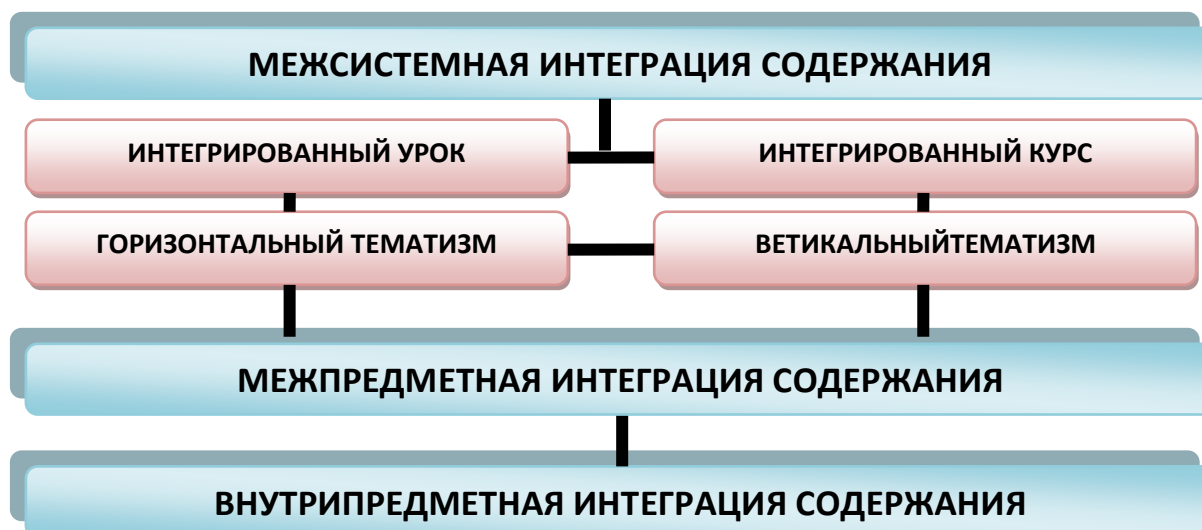 МЕЖСИСТЕМНАЯ ИНТЕГРАЦИЯ СОДЕРЖАНИЯ
ИНТЕГРИРОВАННЫЙ УРОК
ИНТЕГРИРОВАННЫЙ КУРС
ГОРИЗОНТАЛЬНЫЙ ТЕМАТИЗМ
ВЕТИКАЛЬНЫЙТЕМАТИЗМ
МЕЖПРЕДМЕТНАЯ ИНТЕГРАЦИЯ СОДЕРЖАНИЯ
ВНУТРИПРЕДМЕТНАЯ ИНТЕГРАЦИЯ СОДЕРЖАНИЯ